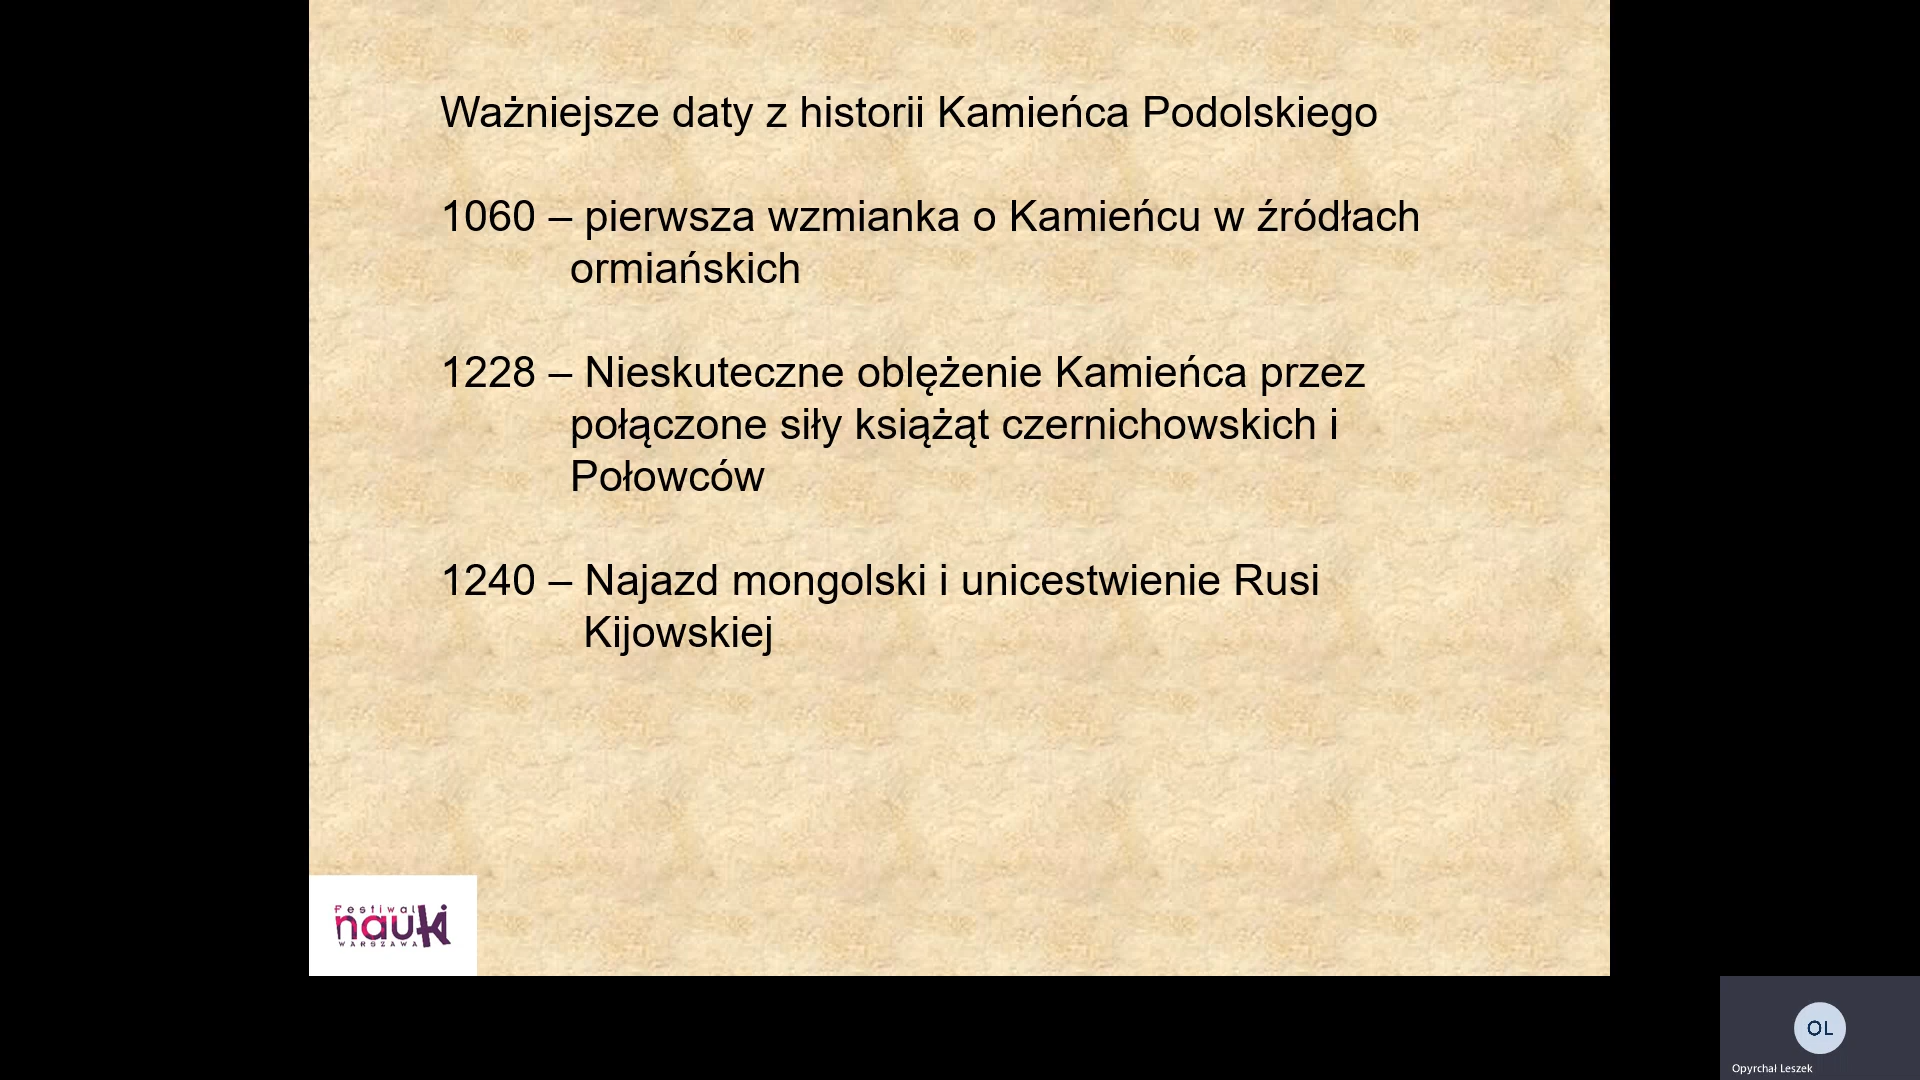 Ważniejsze daty z historii Kamieńca Podolskiego
1060 – pierwsza wzmianka o Kamieńcu w źródłach
ormiańskich
1228 – Nieskuteczne oblężenie Kamieńca przez
połączone siły książąt czernichowskich i
Połowców
1240 – Najazd mongolski i unicestwienie Rusi
Kijowskiej
Festiwal
nauki
WARSZAWA
OL
Opyrchał Leszek